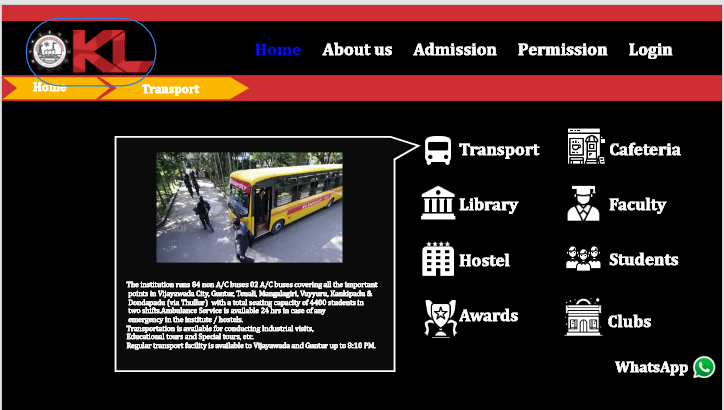 KL
Home About us Admission Permission Login
Home Transport
Transport Cafeteria
Library Faculty
Hostel Students
Awards Clubs
The institution runs 84 non A/C buses 02 A/C buses covering all the important
points in Vijayawada City, Guntur, Tenali, Mangalagiri, Vuyyuru, Kankipadu &
Dondapadu (via Thullur) with a total seating capacity of 4400 students in
two shifts.Ambulance Service is available 24 hrs in case of any
emergency in the institute / hostels.
Transportation is available for conducting Industrial visits,
Educational tours and Special tours, etc.
Regular transport facility is available to Vijayawada and Guntur up to 8:10 PM.
WhatsApp